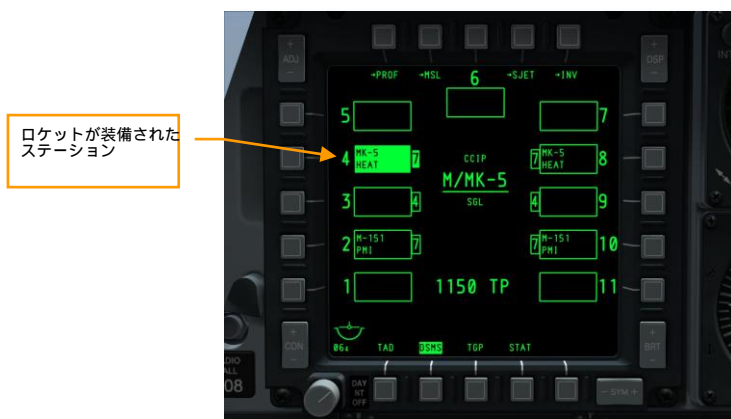 ロケットが装備された
ステーション
+
ADJ
-
+
DSP
-
→PROF →MSL 6 →SJET →INV
5 7
4 MK-5 7 CCIP 7 MK-5 8
HEAT HEAT
M/MK-5
3 4 SGL 4 9
2 M-151 7 7 M-151 10
PMI PMI
1 1150 TP 11
06x TAD DSMS TGP STAT
+
CON
-
+
BRT
-
DAY
NT
OFF
- SYM +
ALL
08
INT